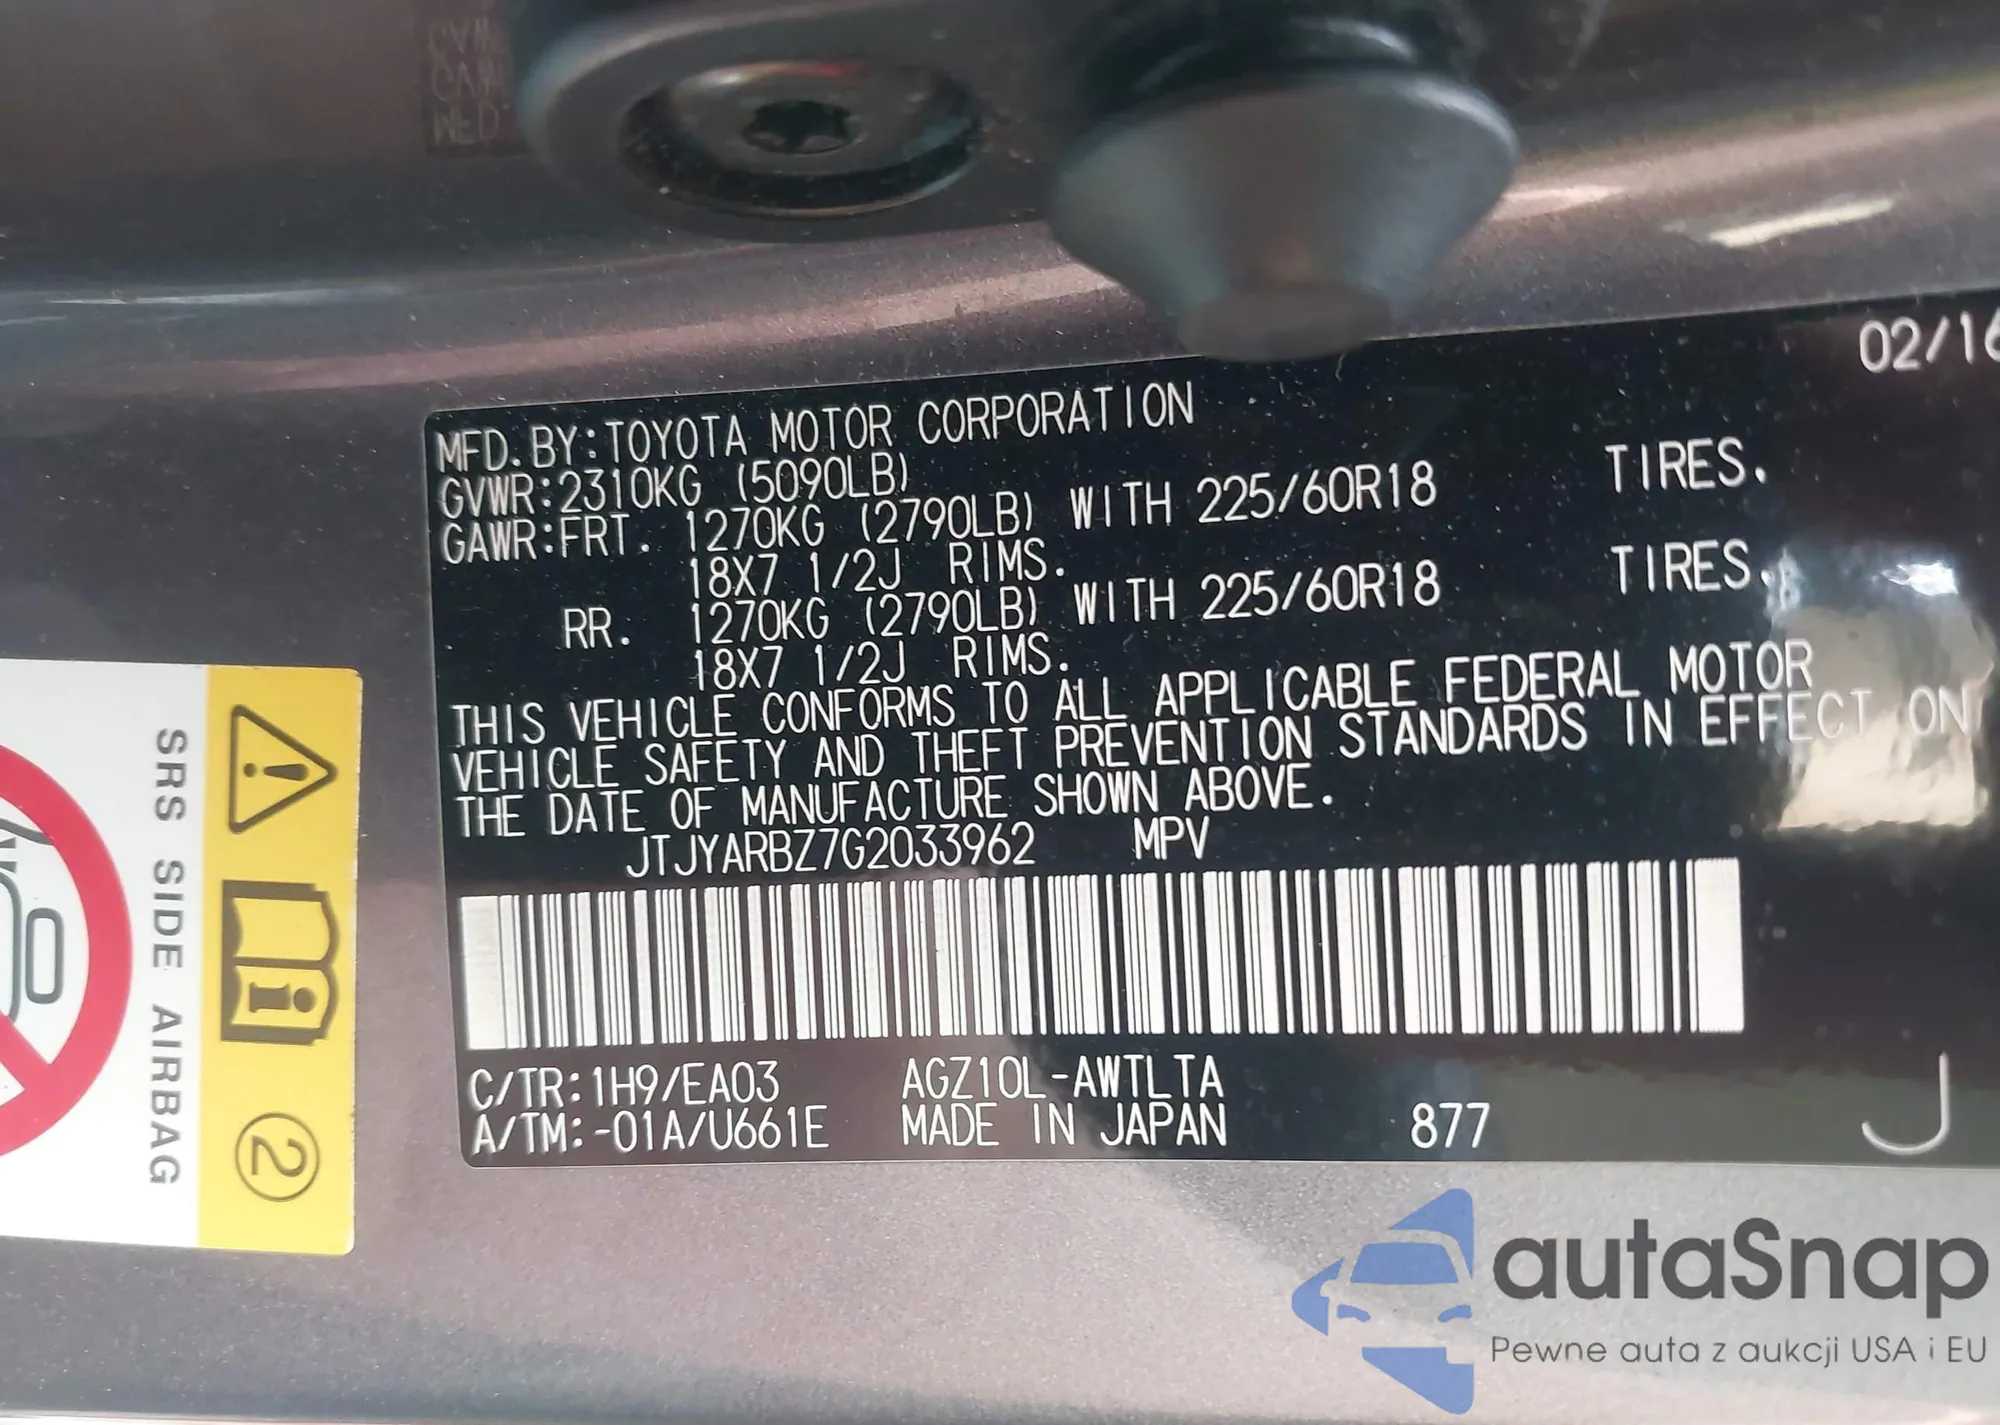 02/16
MFD. BY:TOYOTA MOTOR CORPORATION
GVWR:2310KG (5090LB)
GAWR:FRT. 1270KG (2790LB) WITH 225/60R18 TIRES.
18X7 1/2J RIMS.
RR. 1270KG (2790LB) WITH 225/60R18 TIRES.
18X7 1/2J RIMS.
THIS VEHICLE CONFORMS TO ALL APPLICABLE FEDERAL MOTOR
VEHICLE SAFETY AND THEFT PREVENTION STANDARDS IN EFFECT ON
THE DATE OF MANUFACTURE SHOWN ABOVE.
JTJYARBZ7G2033962 MPV
C/TR:1H9/EA03 AGZ10L-AWTLTA
A/TM:-01A/U661E MADE IN JAPAN 877 J
SRS SIDE AIRBAG
2
autaSnap
Pewne auta z aukcji USA i EU